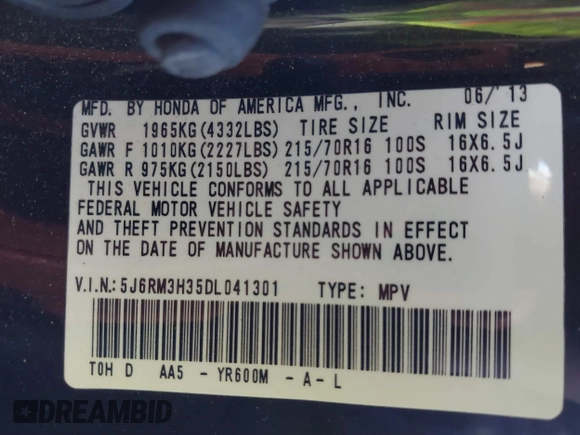 MFD. BY HONDA OF AMERICA MFG., INC. 06/'13
GVWR 1965KG(4332LBS) TIRE SIZE RIM SIZE
GAWR F 1010KG(2227LBS) 215/70R16 100S 16X6.5J
GAWR R 975KG(2150LBS) 215/70R16 100S 16X6.5J
THIS VEHICLE CONFORMS TO ALL APPLICABLE
FEDERAL MOTOR VEHICLE SAFETY
AND THEFT PREVENTION STANDARDS IN EFFECT
ON THE DATE OF MANUFACTURE SHOWN ABOVE.
V.I.N.:5J6RM3H35DL041301 TYPE: MPV
T0H D AA5 - YR600M - A - L
DREAMBID